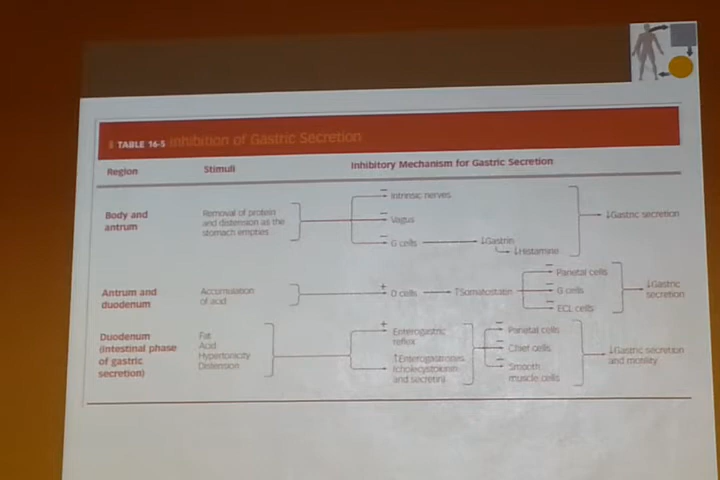 TABLE 16-5 Inhibition of Gastric Secretion
Region Stimuli Inhibitory Mechanism for Gastric Secretion
Body and
antrum
Removal of protein
and distension as the
stomach empties
− Intrinsic nerves
− Vagus
− G cells ↓Gastrin
↓Histamine
↓Gastric secretion
Antrum and
duodenum
Accumulation
of acid
+ D cells ↑Somatostatin
− Parietal cells
− G cells
− ECL cells
↓Gastric
secretion
Duodenum
(intestinal phase
of gastric
secretion)
Fat
Acid
Hypertonicity
Distension
+ Enterogastric
reflex
↑Enterogastrones
(cholecystokinin
and secretin)
− Parietal cells
− Chief cells
− Smooth
muscle cells
↓Gastric secretion
and motility